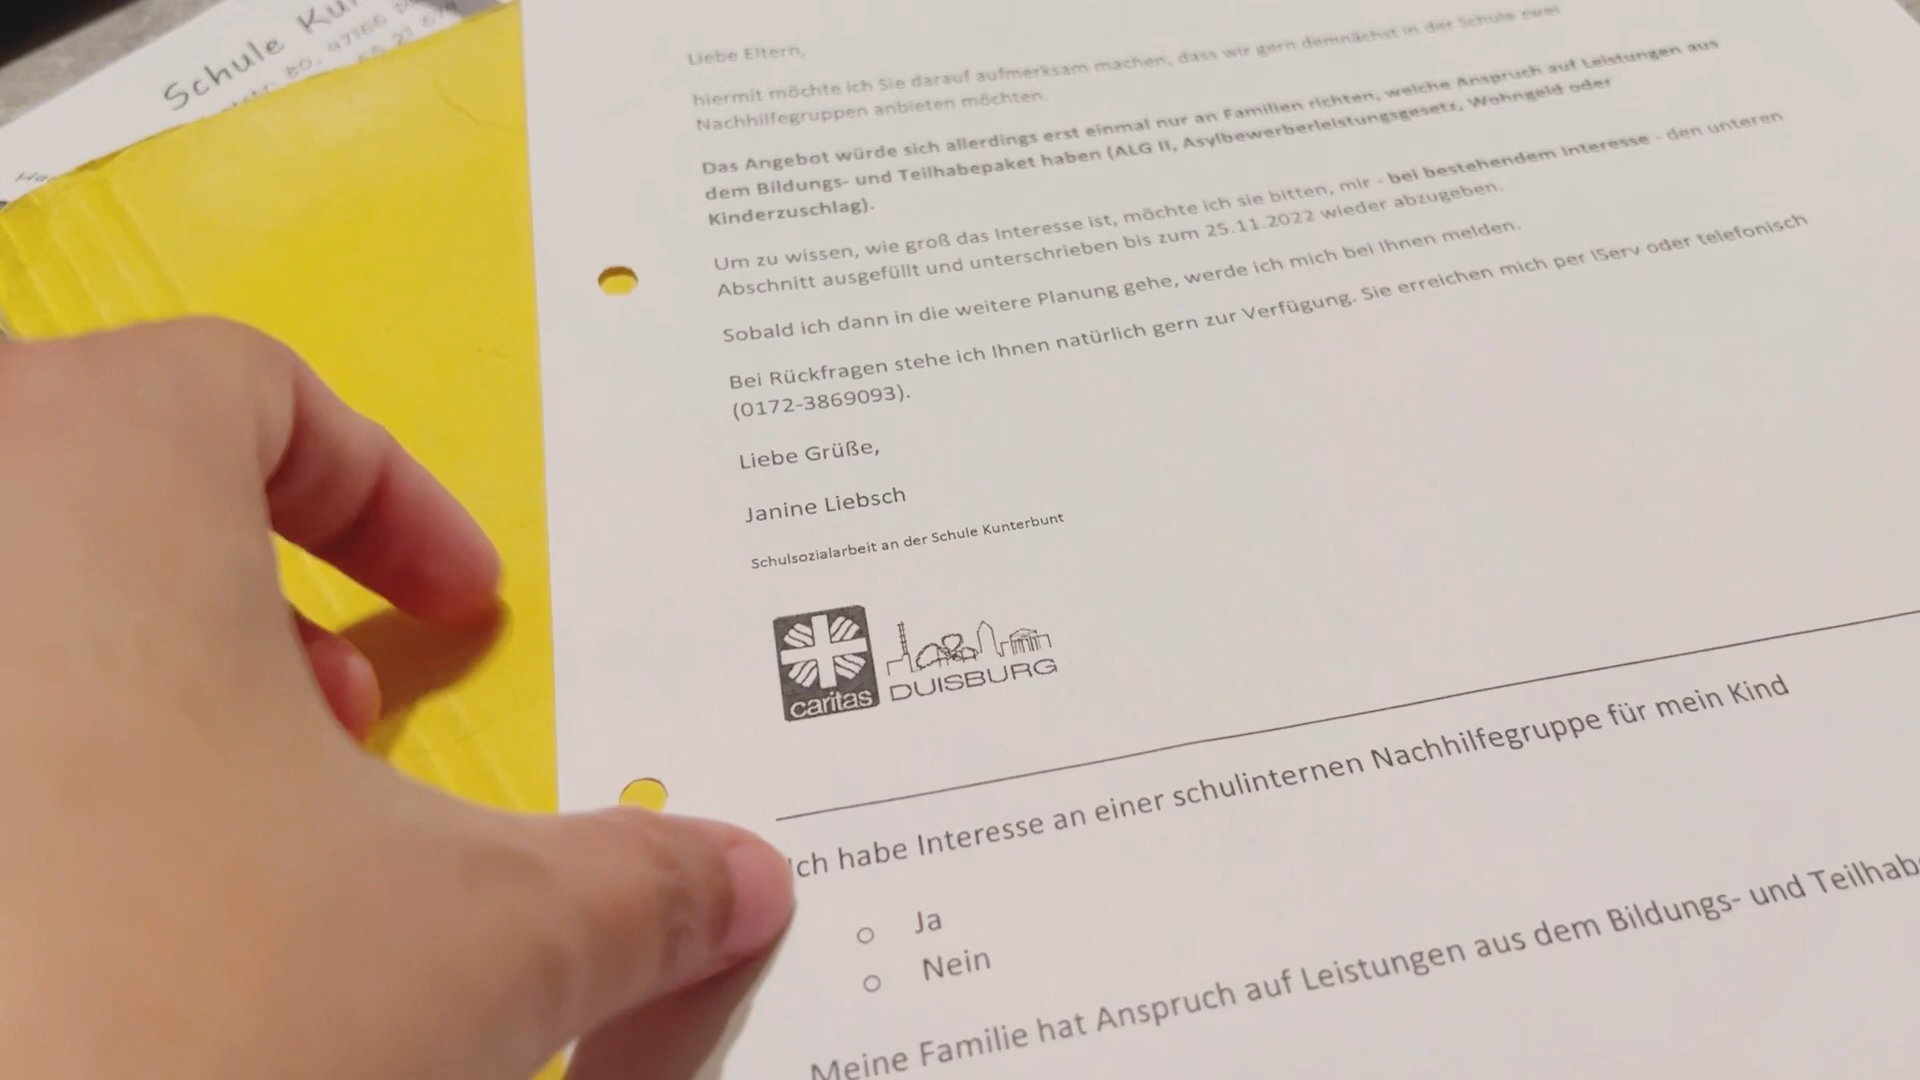 Schule Ku
80. 47166
Liebe Eltern,
hiermit möchte ich Sie darauf aufmerksam machen, dass wir gern demnächst in der Schule zwei
Nachhilfegruppen anbieten möchten.
Das Angebot würde sich allerdings erst einmal nur an Familien richten, welche Anspruch auf Leistungen aus
dem Bildungs- und Teilhabepaket haben (ALG II, Asylbewerberleistungsgesetz, Wohngeld oder
Kinderzuschlag).
Um zu wissen, wie groß das Interesse ist, möchte ich sie bitten, mir - bei bestehendem Interesse - den unteren
Abschnitt ausgefüllt und unterschrieben bis zum 25.11.2022 wieder abzugeben.
Sobald ich dann in die weitere Planung gehe, werde ich mich bei Ihnen melden.
Bei Rückfragen stehe ich Ihnen natürlich gern zur Verfügung. Sie erreichen mich per IServ oder telefonisch
(0172-3869093).
Liebe Grüße,
Janine Liebsch
Schulsozialarbeit an der Schule Kunterbunt
caritas DUISBURG
Ich habe Interesse an einer schulinternen Nachhilfegruppe für mein Kind
Ja
Nein
Meine Familie hat Anspruch auf Leistungen aus dem Bildungs- und Teilhab